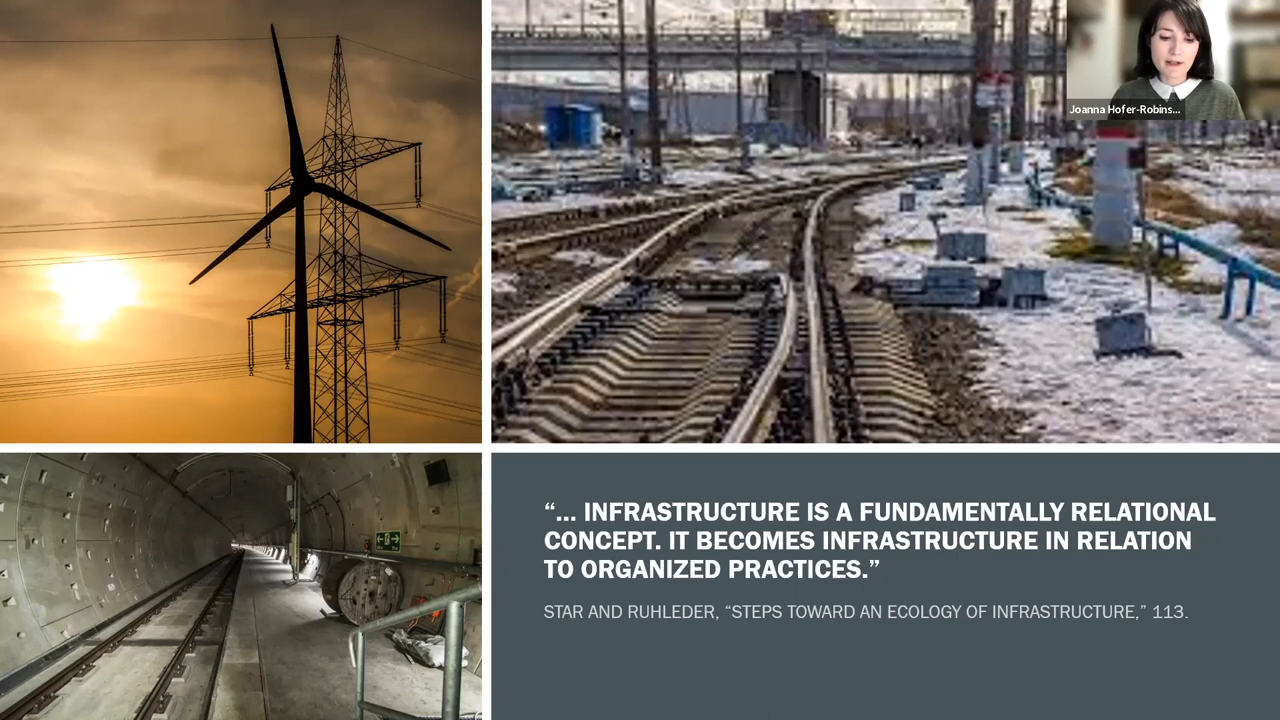 Joanna Hofer-Robins...
“... INFRASTRUCTURE IS A FUNDAMENTALLY RELATIONAL
CONCEPT. IT BECOMES INFRASTRUCTURE IN RELATION
TO ORGANIZED PRACTICES.”
STAR AND RUHLEDER, “STEPS TOWARD AN ECOLOGY OF INFRASTRUCTURE,” 113.